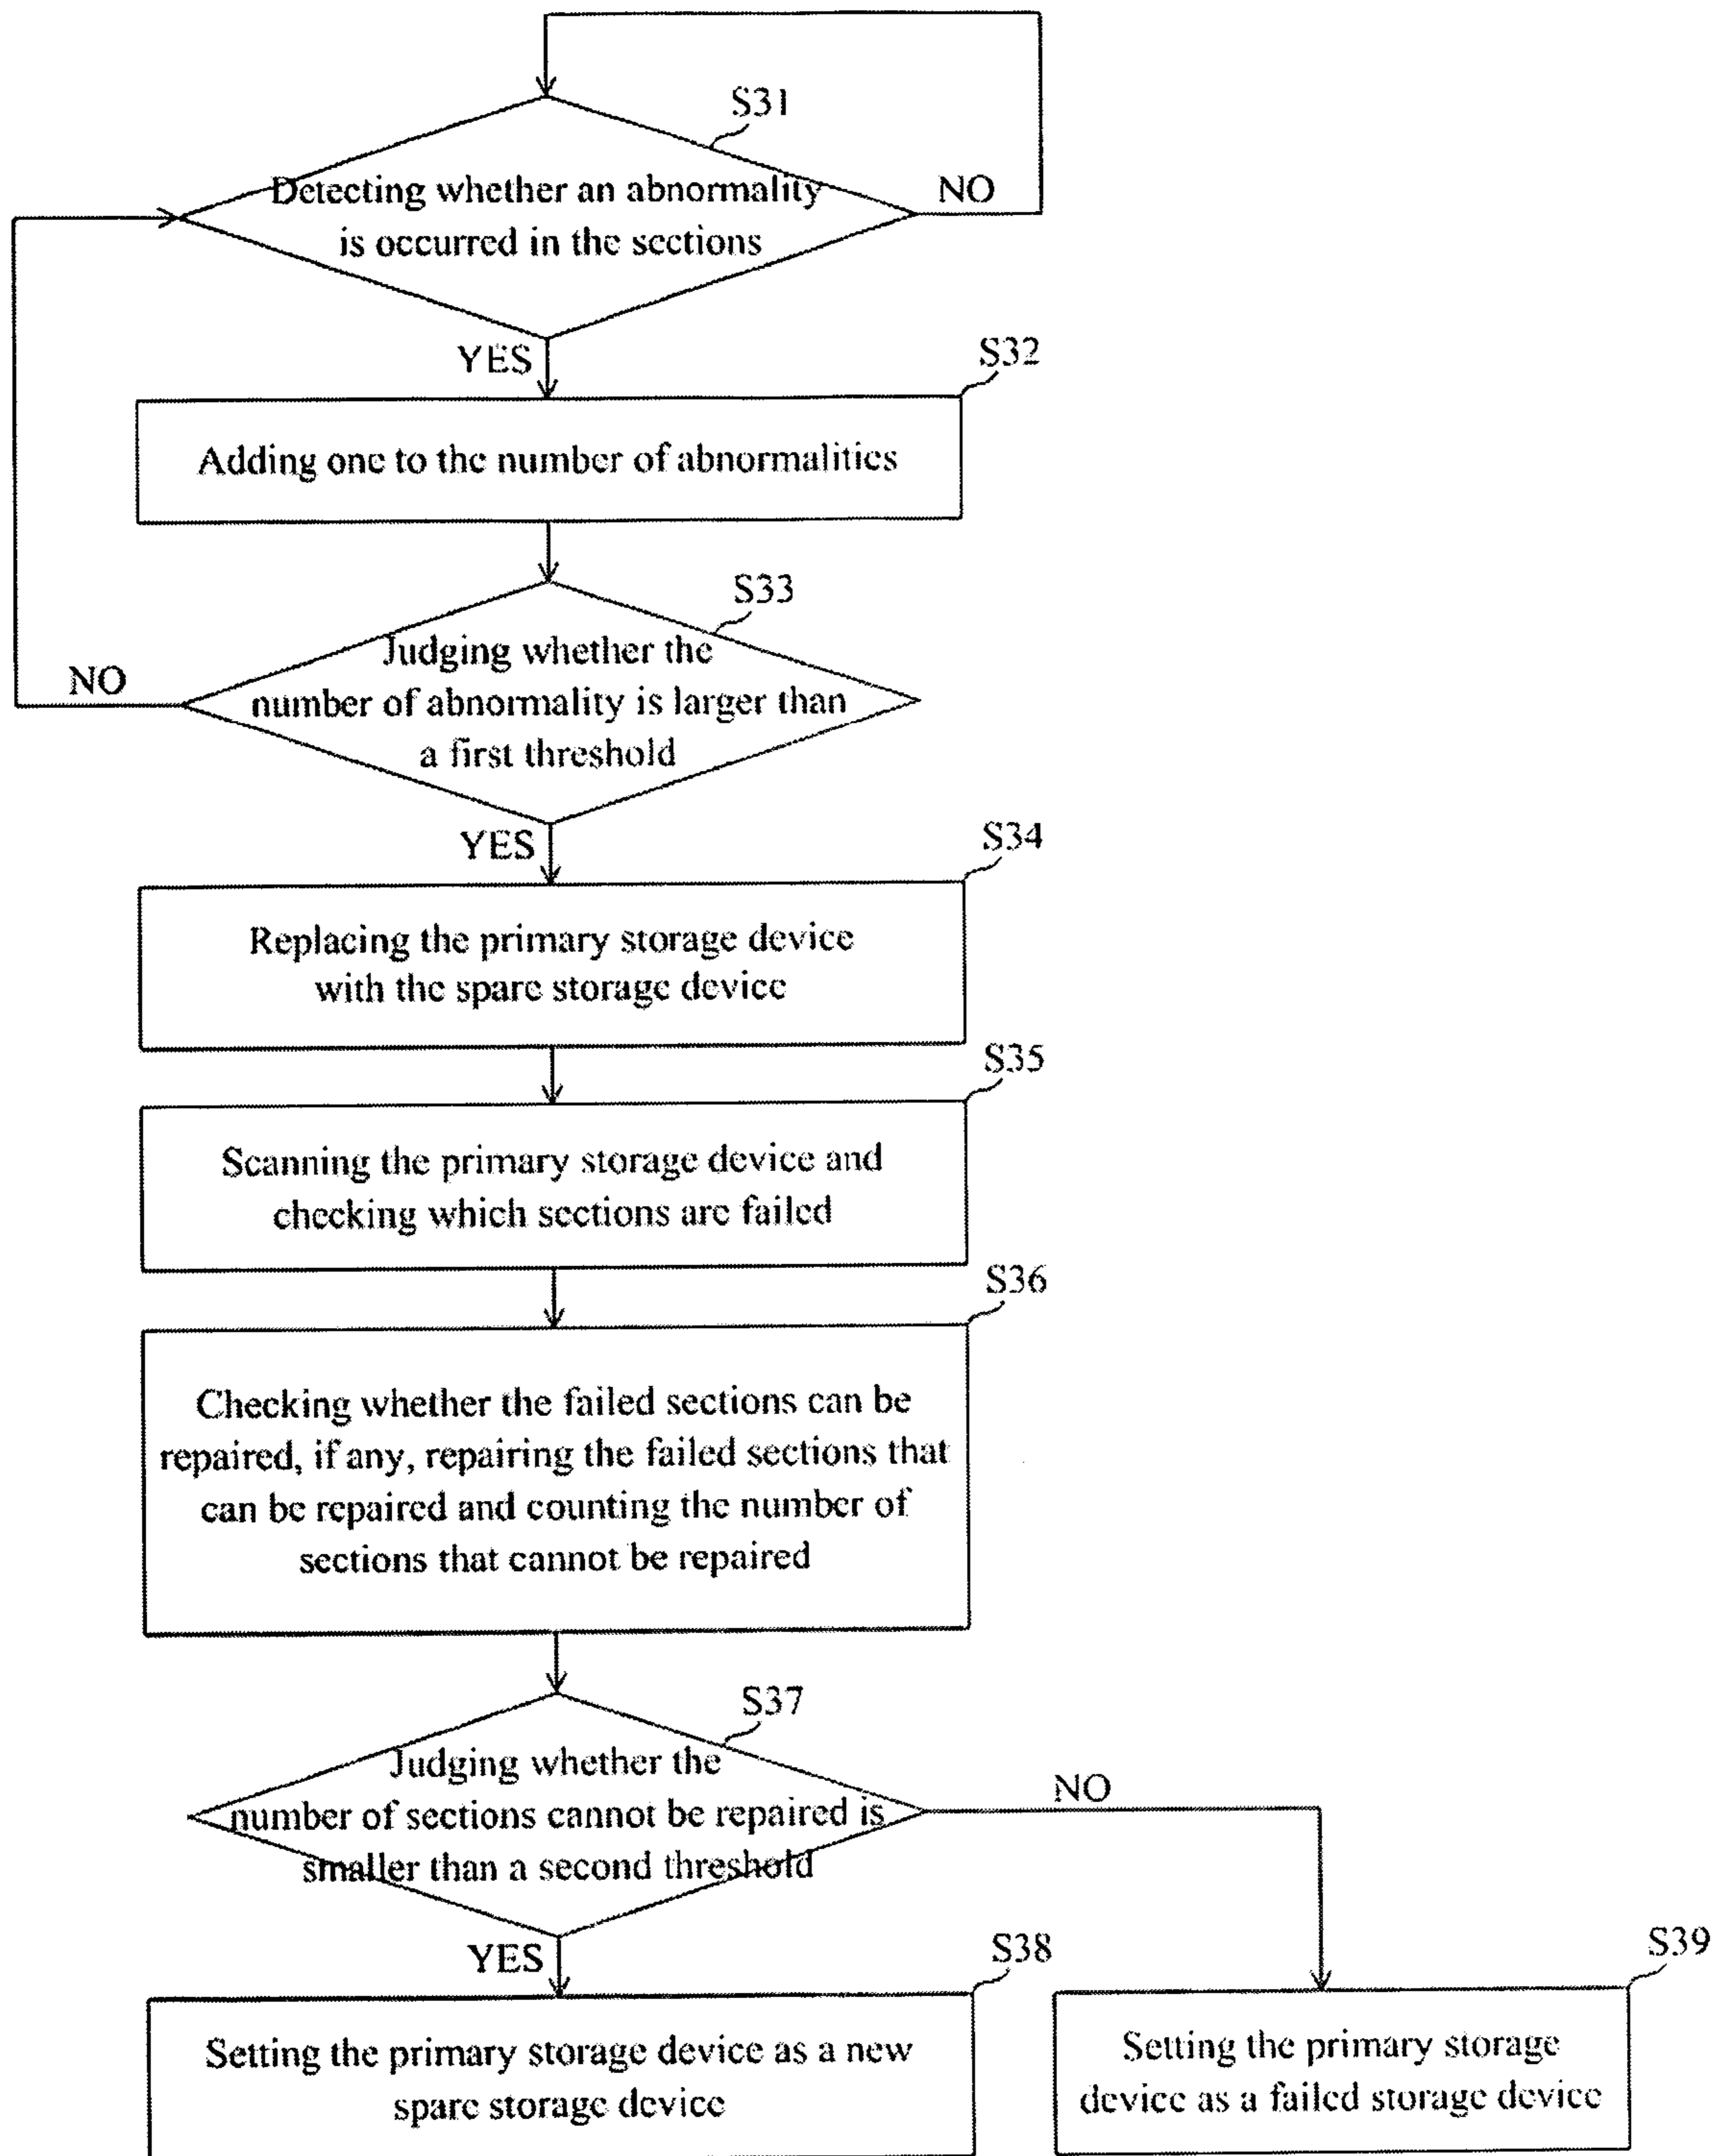 S31
Detecting whether an abnormality
is occurred in the sections
NO
YES
S32
Adding one to the number of abnormalities
S33
Judging whether the
number of abnormality is larger than
a first threshold
NO
YES
S34
Replacing the primary storage device
with the spare storage device
S35
Scanning the primary storage device and
checking which sections are failed
S36
Checking whether the failed sections can be
repaired, if any, repairing the failed sections that
can be repaired and counting the number of
sections that cannot be repaired
S37
Judging whether the
number of sections cannot be repaired is
smaller than a second threshold
NO
YES
S38
Setting the primary storage device as a new
spare storage device
S39
Setting the primary storage
device as a failed storage device